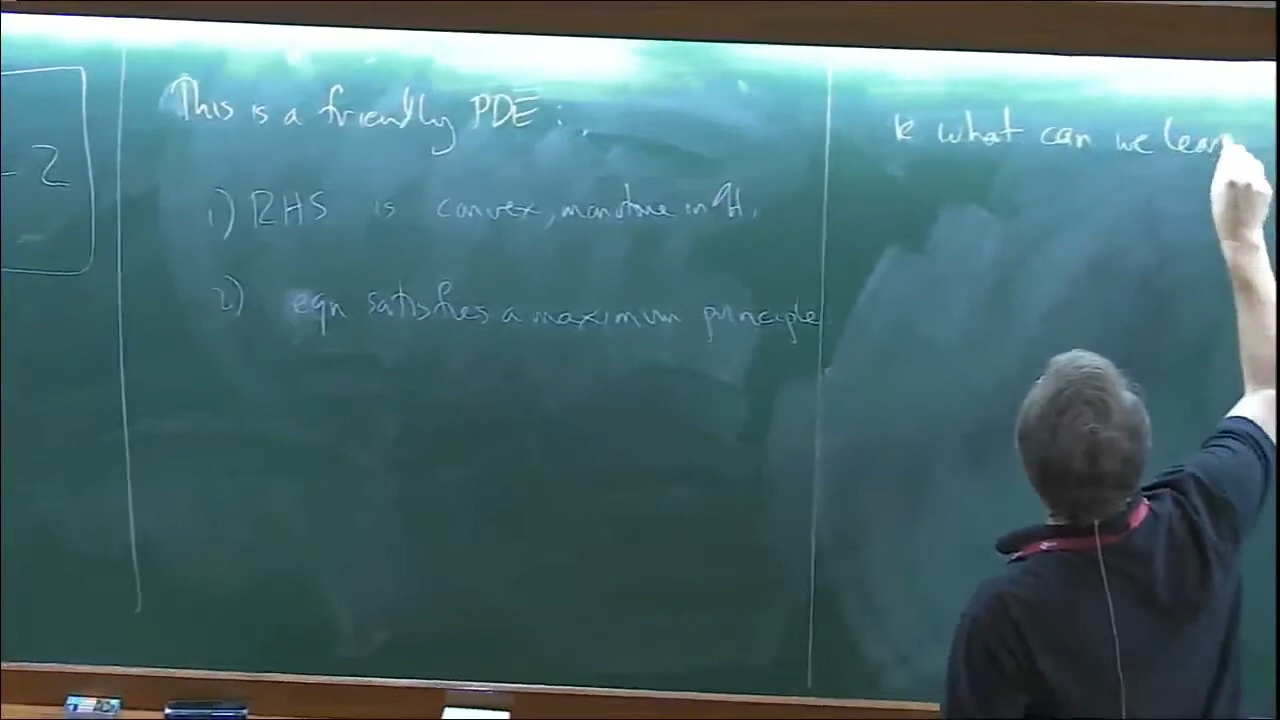 - 2
This is a friendly PDE :
1) RHS is convex, monotone in H.
2) eqn satisfies a maximum principle
what can we learn